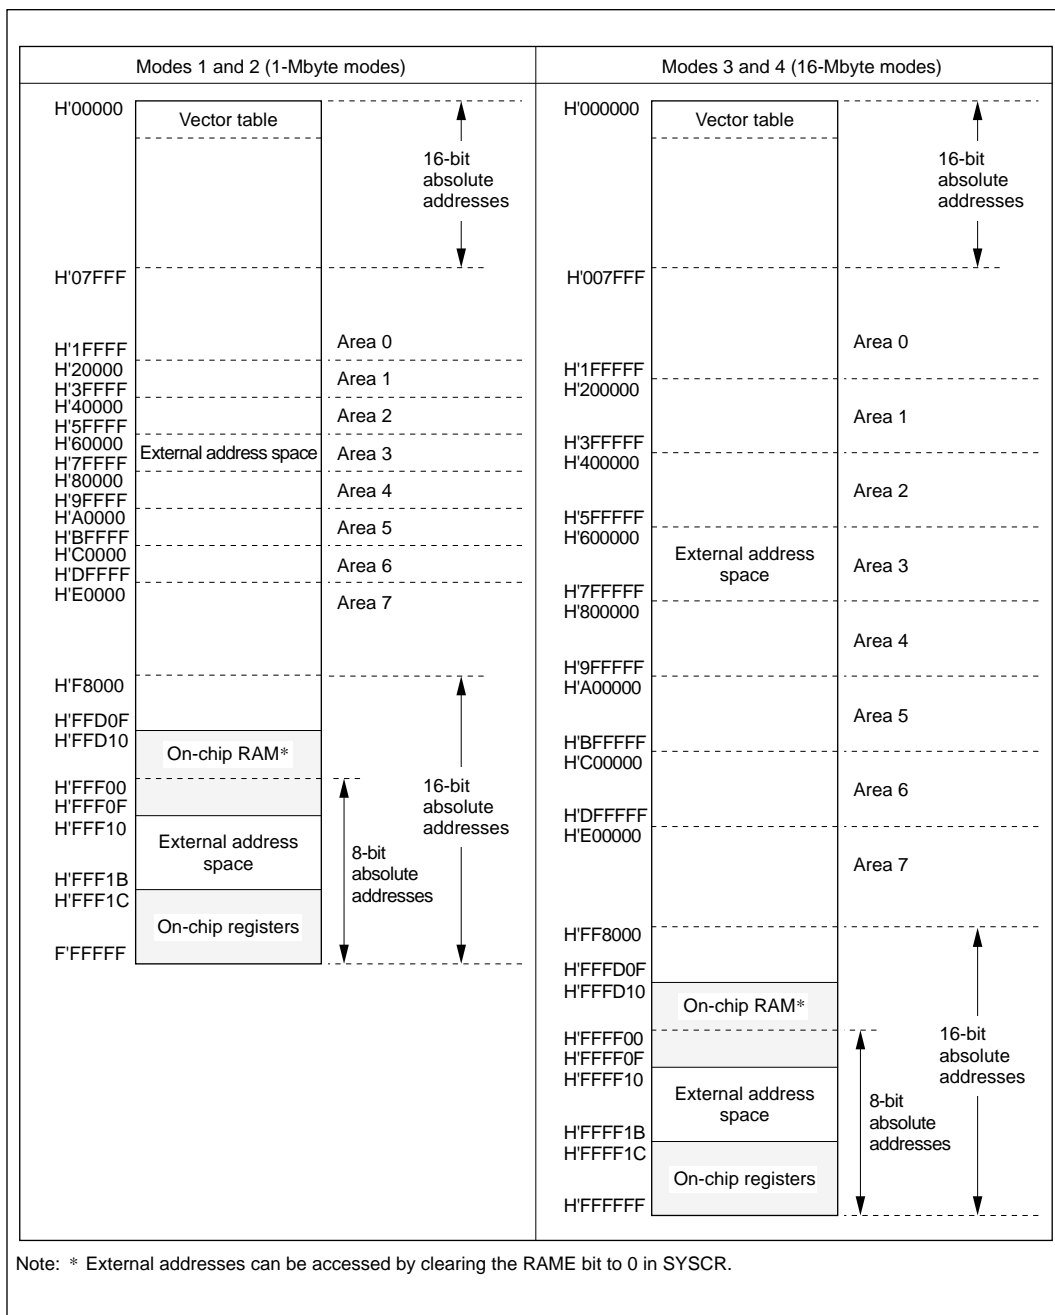 Modes 1 and 2 (1-Mbyte modes)
H'00000
Vector table
16-bit
absolute
addresses
H'07FFF
H'1FFFF
Area 0
H'20000
H'3FFFF
Area 1
H'40000
H'5FFFF
Area 2
H'60000
H'7FFFF
External address space
Area 3
H'80000
H'9FFFF
Area 4
H'A0000
H'BFFFF
Area 5
H'C0000
H'DFFFF
Area 6
H'E0000
Area 7
H'F8000
H'FFD0F
H'FFD10
On-chip RAM*
H'FFF00
H'FFF0F
H'FFF10
External address
space
H'FFF1B
H'FFF1C
On-chip registers
F'FFFFF
8-bit
absolute
addresses
16-bit
absolute
addresses
Modes 3 and 4 (16-Mbyte modes)
H'000000
Vector table
16-bit
absolute
addresses
H'007FFF
Area 0
H'1FFFFF
H'200000
Area 1
H'3FFFFF
H'400000
Area 2
H'5FFFFF
H'600000
External address
space
Area 3
H'7FFFFF
H'800000
Area 4
H'9FFFFF
H'A00000
Area 5
H'BFFFFF
H'C00000
Area 6
H'DFFFFF
H'E00000
Area 7
H'FF8000
H'FFFD0F
H'FFFD10
On-chip RAM*
H'FFFF00
H'FFFF0F
H'FFFF10
External address
space
H'FFFF1B
H'FFFF1C
On-chip registers
H'FFFFFF
8-bit
absolute
addresses
16-bit
absolute
addresses
Note: * External addresses can be accessed by clearing the RAME bit to 0 in SYSCR.